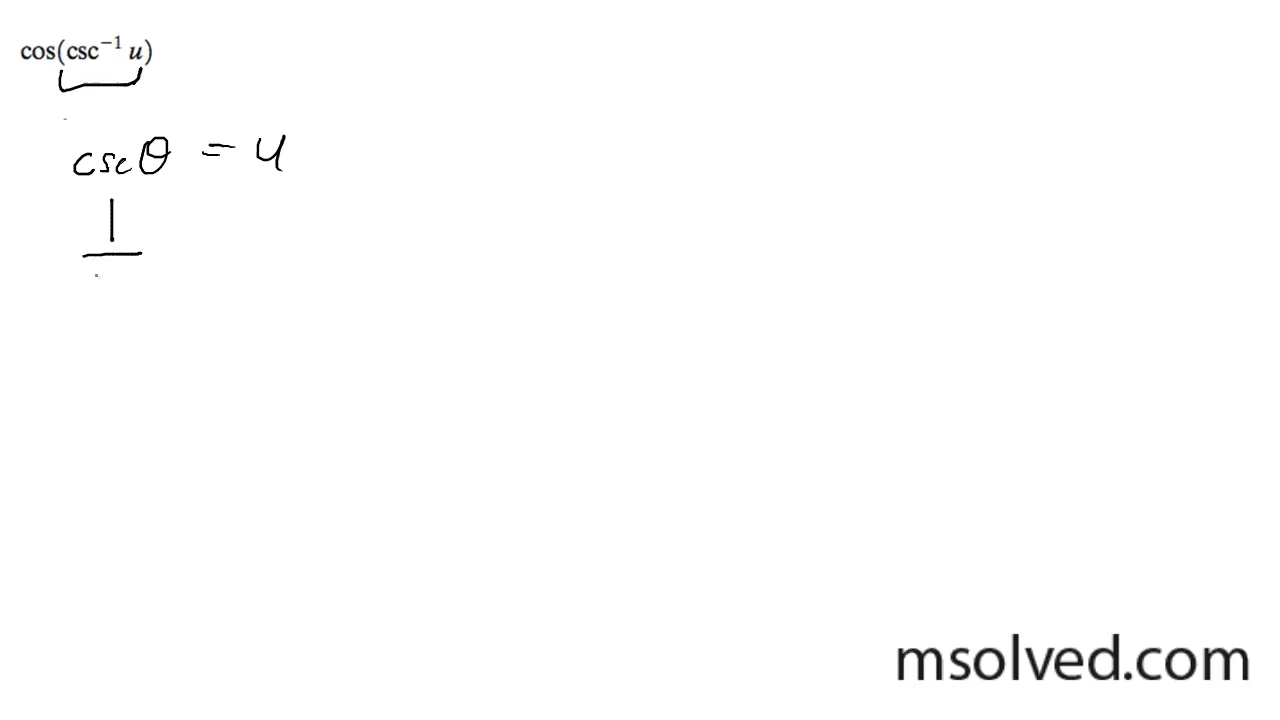 cos(csc⁻¹ u)
cscθ = u
1
msolved.com